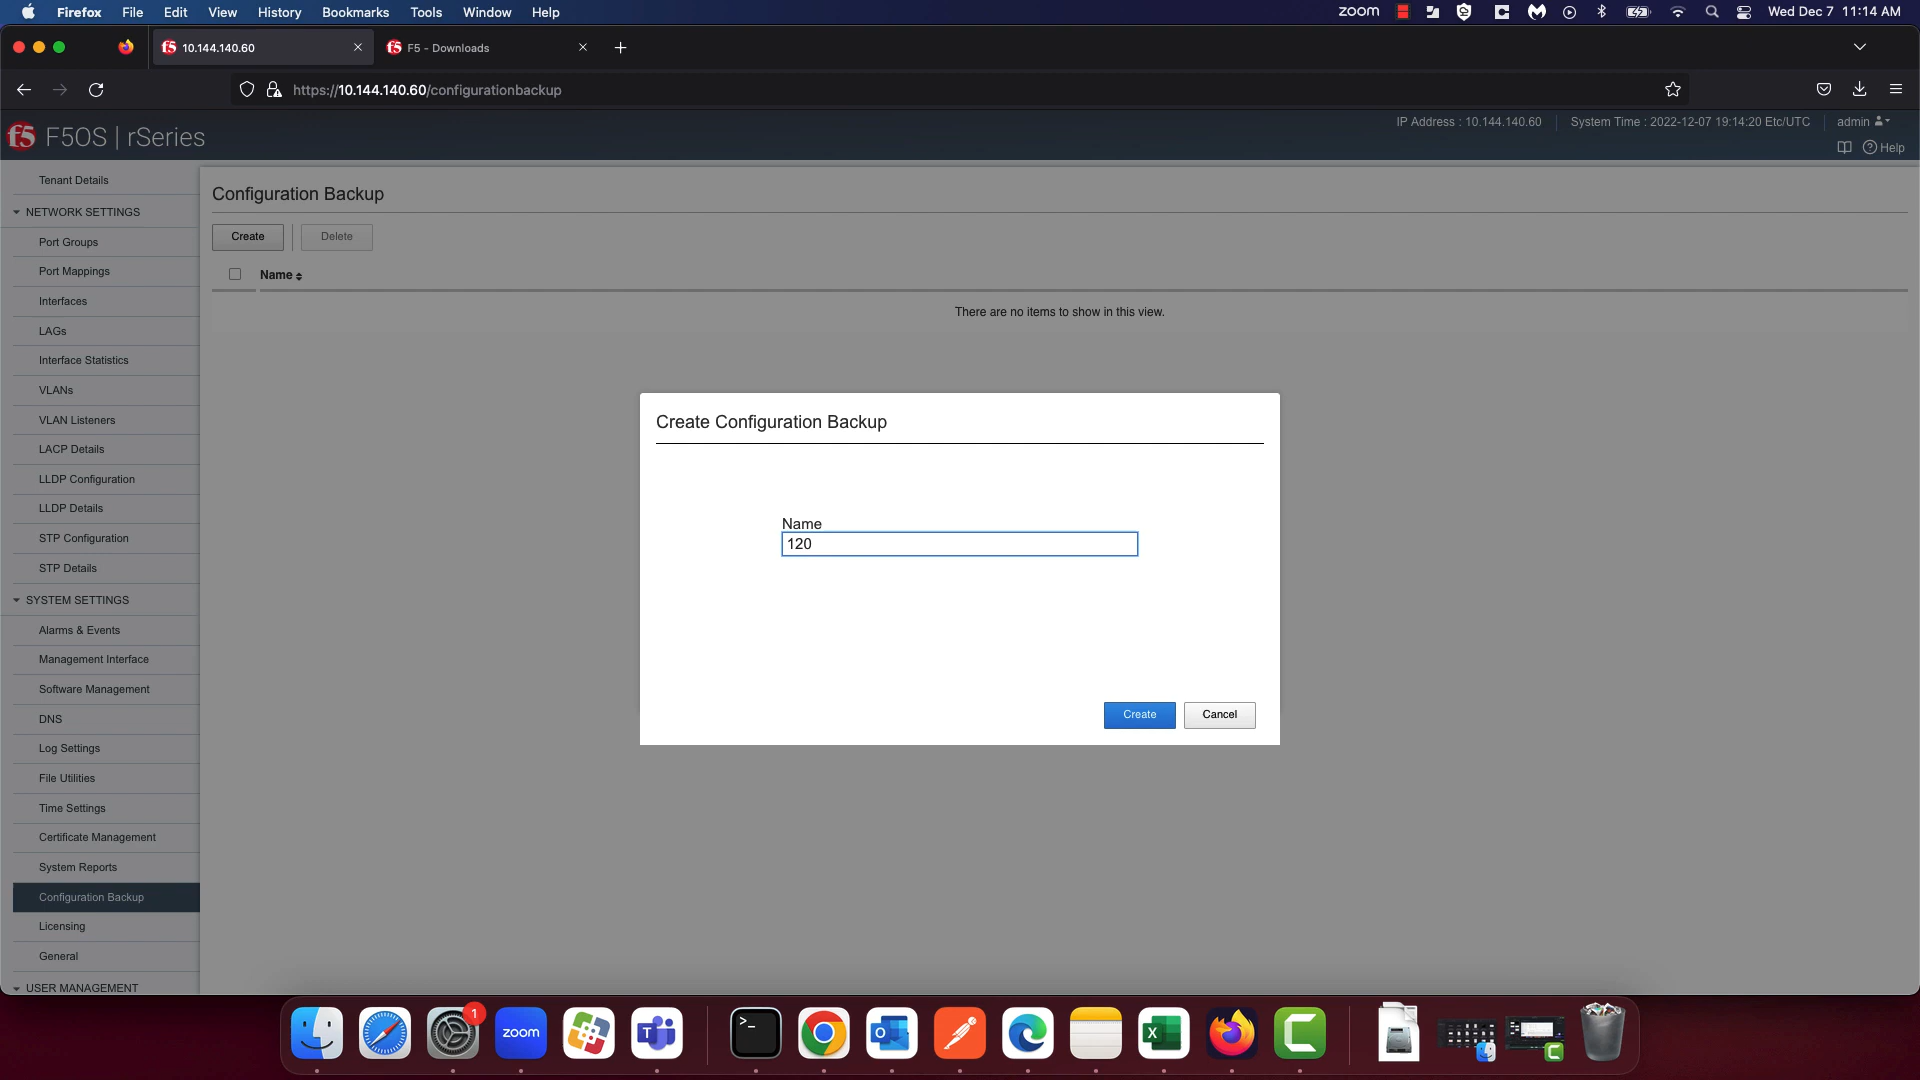 Firefox File Edit View History Bookmarks Tools Window Help zoom Wed Dec 7 11:14 AM
10.144.140.60 F5 - Downloads
https://10.144.140.60/configurationbackup
f5 F5OS | rSeries IP Address : 10.144.140.60 System Time : 2022-12-07 19:14:20 Etc/UTC admin
Help
Tenant Details
NETWORK SETTINGS
Port Groups
Port Mappings
Interfaces
LAGs
Interface Statistics
VLANs
VLAN Listeners
LACP Details
LLDP Configuration
LLDP Details
STP Configuration
STP Details
SYSTEM SETTINGS
Alarms & Events
Management Interface
Software Management
DNS
Log Settings
File Utilities
Time Settings
Certificate Management
System Reports
Configuration Backup
Licensing
General
USER MANAGEMENT
Configuration Backup
Create Delete
Name
There are no items to show in this view.
Create Configuration Backup
Name
120
Create Cancel
1
zoom